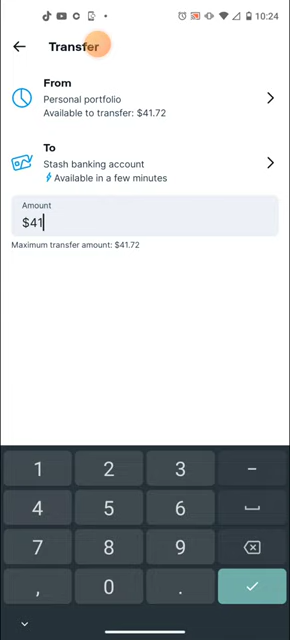 10:24
Transfer
From
Personal portfolio
Available to transfer: $41.72
To
Stash banking account
Available in a few minutes
Amount
$41
Maximum transfer amount: $41.72
1 2 3 -
4 5 6
7 8 9
, 0 .